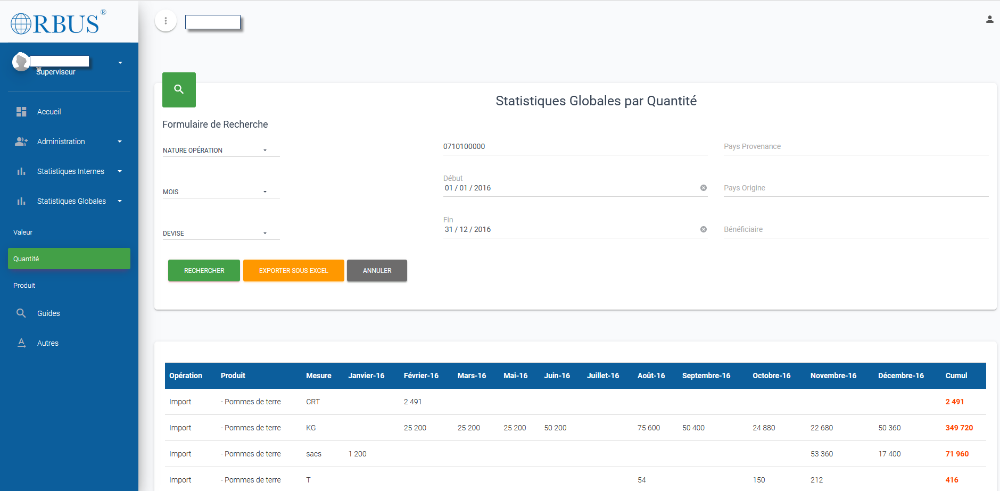 ORBUS®
Superviseur
Accueil
Administration
Statistiques Internes
Statistiques Globales
Valeur
Quantité
Produit
Guides
Autres
Statistiques Globales par Quantité
Formulaire de Recherche
NATURE OPÉRATION
0710100000
Pays Provenance
MOIS
Début
01 / 01 / 2016
Pays Origine
DEVISE
Fin
31 / 12 / 2016
Bénéficiaire
RECHERCHER EXPORTER SOUS EXCEL ANNULER
Opération Produit Mesure Janvier-16 Février-16 Mars-16 Mai-16 Juin-16 Juillet-16 Août-16 Septembre-16 Octobre-16 Novembre-16 Décembre-16 Cumul
Import - Pommes de terre CRT 2 491 2 491
Import - Pommes de terre KG 25 200 25 200 25 200 50 200 75 600 50 400 24 880 22 680 50 360 349 720
Import - Pommes de terre sacs 1 200 53 360 17 400 71 960
Import - Pommes de terre T 54 150 212 416